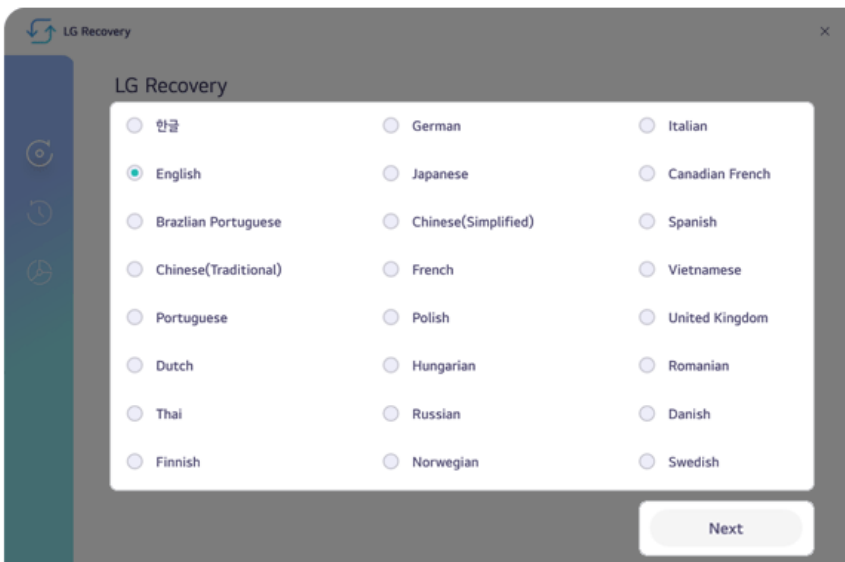 LG Recovery
LG Recovery
한글 German Italian
English Japanese Canadian French
Brazlian Portuguese Chinese(Simplified) Spanish
Chinese(Traditional) French Vietnamese
Portuguese Polish United Kingdom
Dutch Hungarian Romanian
Thai Russian Danish
Finnish Norwegian Swedish
Next